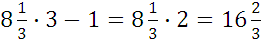 8 1/3 · 3 − 1 = 8 1/3 · 2 = 16 2/3